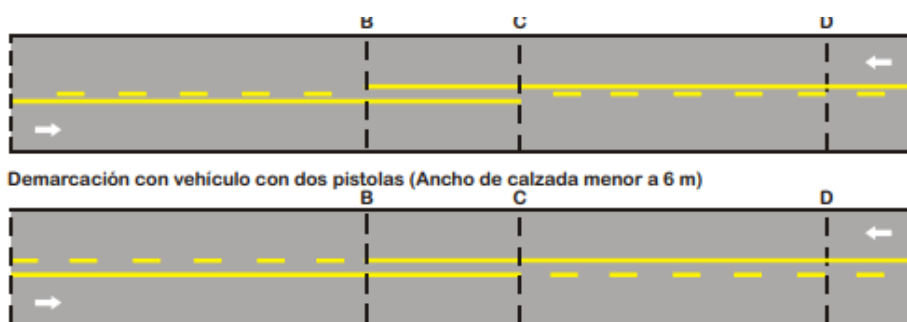 B C D
Demarcación con vehículo con dos pistolas (Ancho de calzada menor a 6 m)
B C D